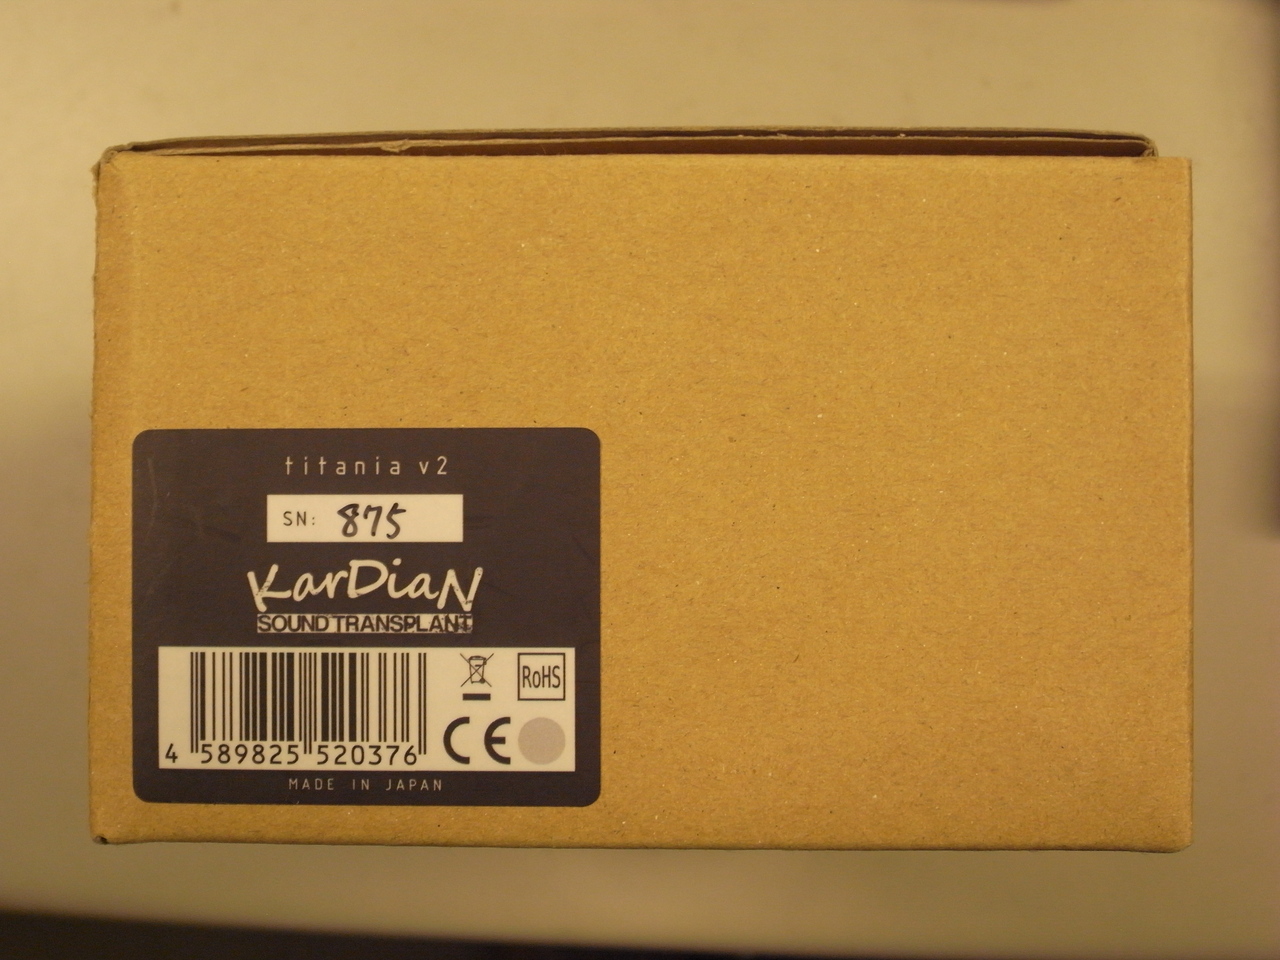 titania v2
SN: 875
KarDiaN
SOUND TRANSPLANT
RoHS
CE
4 589825 520376
MADE IN JAPAN